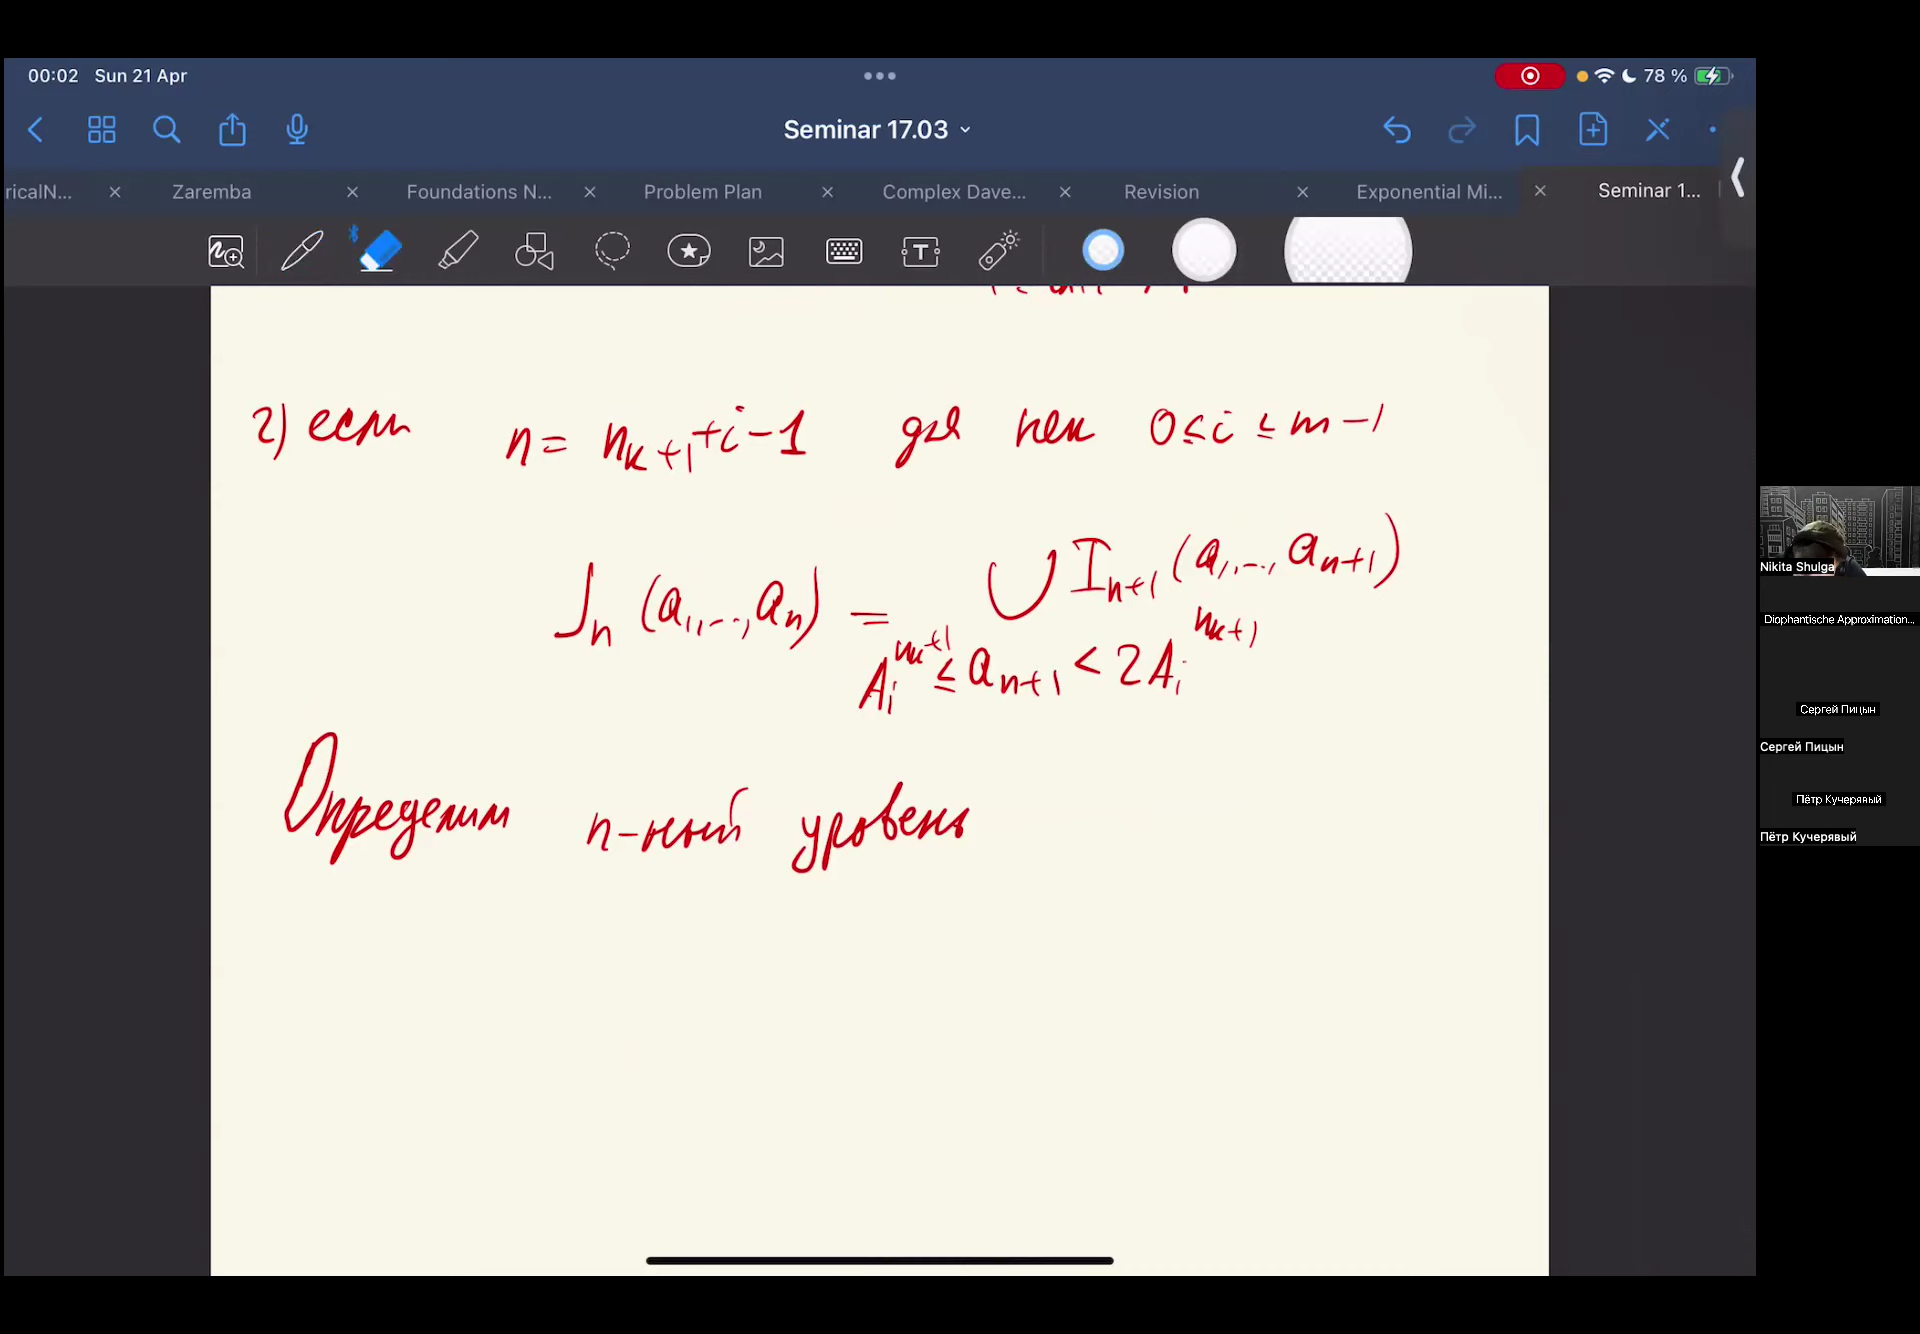 00:02 Sun 21 Apr
78 %
Seminar 17.03
ricalN...
Zaremba
Foundations N...
Problem Plan
Complex Dave...
Revision
Exponential Mi...
Seminar 1...
2) если n = n_{k+1} + i - 1 для нек 0 ≤ i ≤ m - 1
J_n (a_1, ..., a_n) = ∪ I_{n+1} (a_1, ..., a_{n+1})
A_i^{n_{k+1}} ≤ a_{n+1} < 2A_i^{n_{k+1}}
Определим n-ный уровень
Nikita Shulga
Diophantische Approximation...
Сергей Пицын
Сергей Пицын
Пётр Кучерявый
Пётр Кучерявый